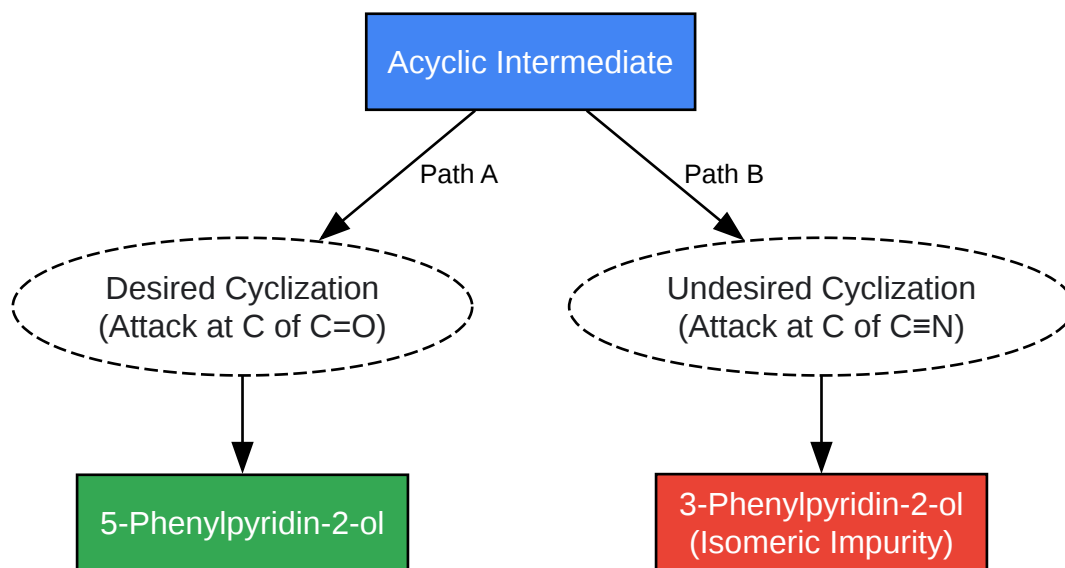 Acyclic Intermediate
Path A
Path B
Desired Cyclization
(Attack at C of C=O)
Undesired Cyclization
(Attack at C of C≡N)
5-Phenylpyridin-2-ol
3-Phenylpyridin-2-ol
(Isomeric Impurity)